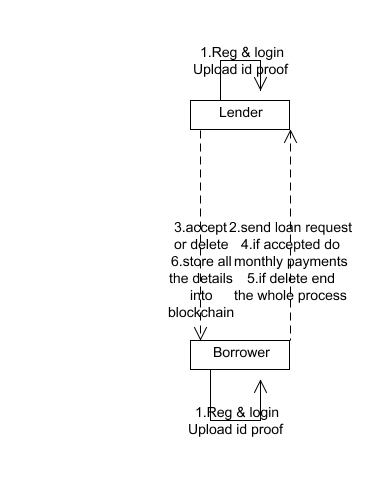 1.Reg & login
Upload id proof
Lender
3.accept
or delete
6.store all
the details
into
blockchain
2.send loan request
4.if accepted do
monthly payments
5.if delete end
the whole process
Borrower
1.Reg & login
Upload id proof